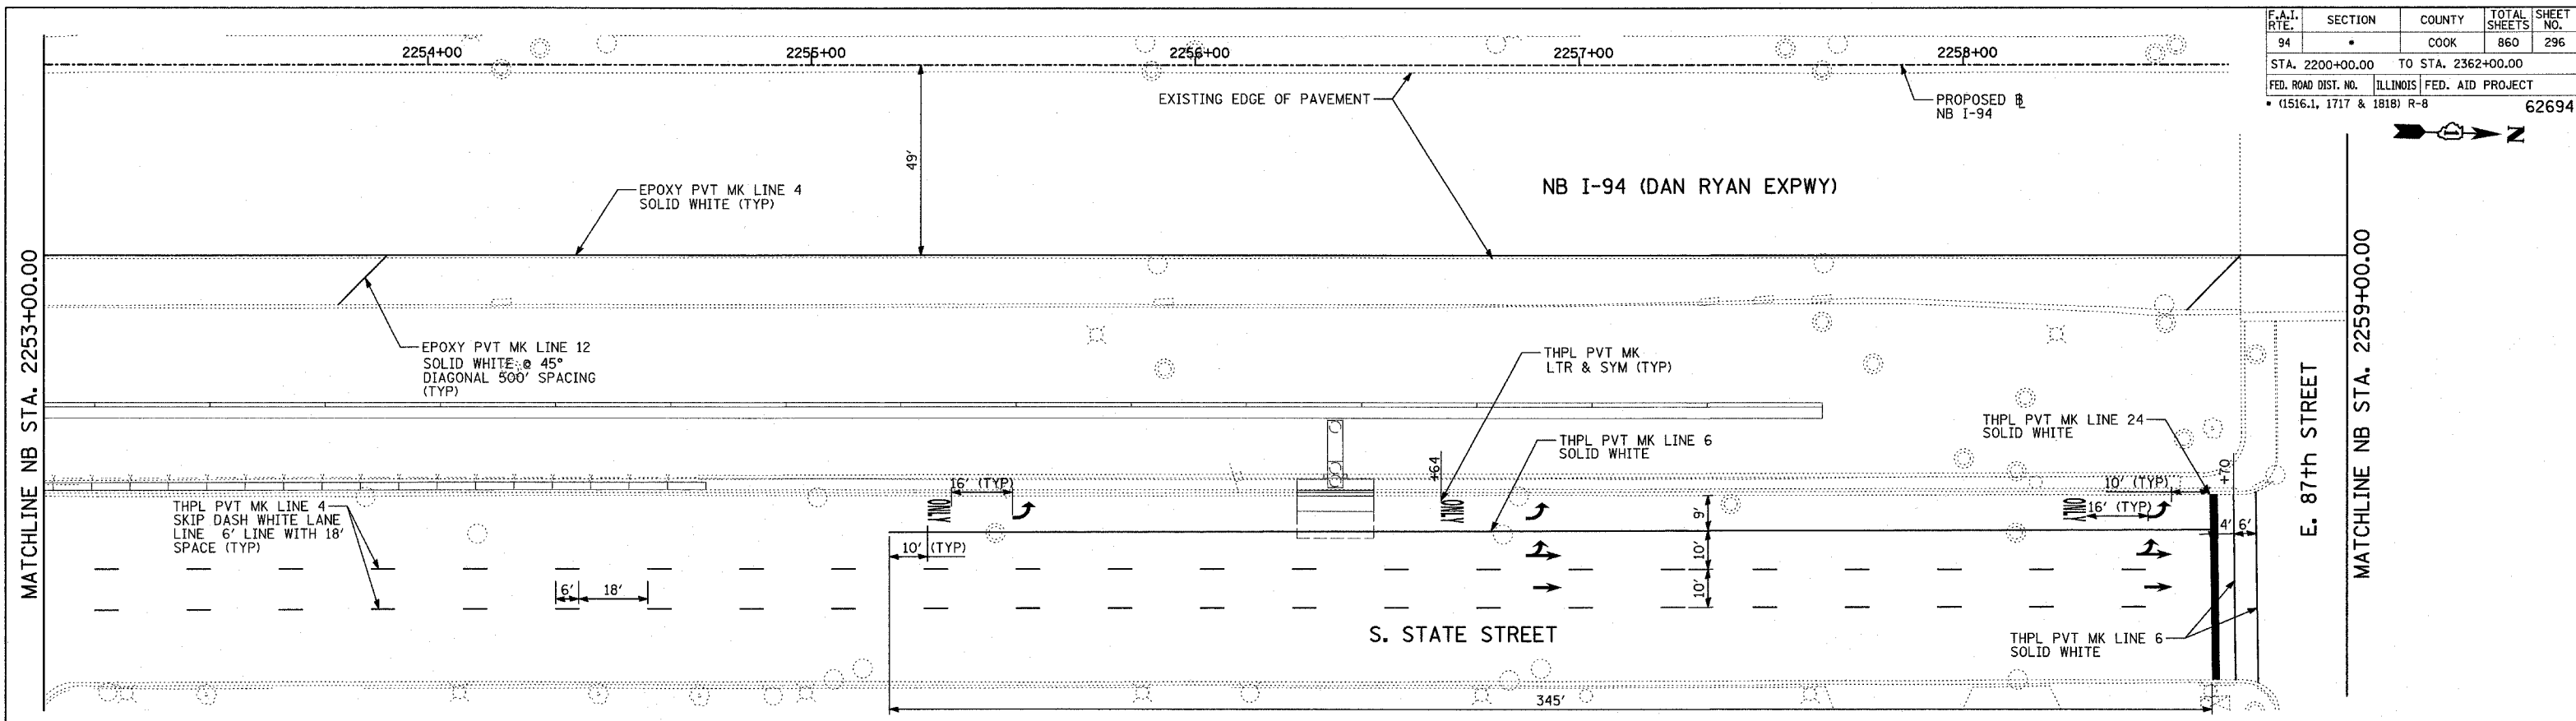 F.A.I. RTE. SECTION COUNTY TOTAL SHEETS SHEET NO.
94 • COOK 860 296
STA. 2200+00.00 TO STA. 2362+00.00
FED. ROAD DIST. NO. ILLINOIS FED. AID PROJECT
• (1516.1, 1717 & 1818) R-8
62694
N
2254+00 2255+00 2256+00 2257+00 2258+00
EXISTING EDGE OF PAVEMENT
PROPOSED ℄
NB I-94
49'
NB I-94 (DAN RYAN EXPWY)
EPOXY PVT MK LINE 4
SOLID WHITE (TYP)
MATCHLINE NB STA. 2253+00.00
EPOXY PVT MK LINE 12
SOLID WHITE @ 45°
DIAGONAL 500' SPACING
(TYP)
THPL PVT MK
LTR & SYM (TYP)
THPL PVT MK LINE 24
SOLID WHITE
THPL PVT MK LINE 6
SOLID WHITE
E. 87th STREET
MATCHLINE NB STA. 2259+00.00
+64
+70
16' (TYP)
10' (TYP)
ONLY
ONLY
ONLY
16' (TYP)
THPL PVT MK LINE 4
SKIP DASH WHITE LANE
LINE 6' LINE WITH 18'
SPACE (TYP)
9'
4' 6'
10' (TYP)
10'
6' 18'
10'
S. STATE STREET
THPL PVT MK LINE 6
SOLID WHITE
345'